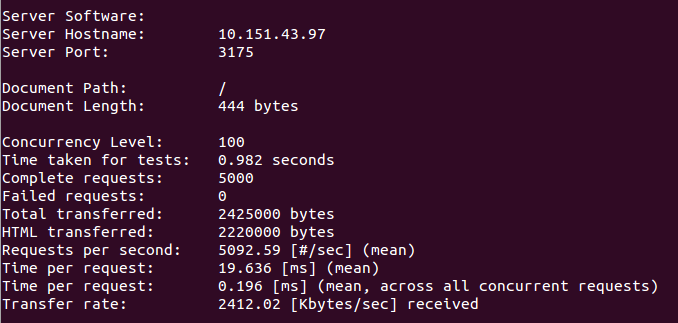 Server Software:
Server Hostname: 10.151.43.97
Server Port: 3175
Document Path: /
Document Length: 444 bytes
Concurrency Level: 100
Time taken for tests: 0.982 seconds
Complete requests: 5000
Failed requests: 0
Total transferred: 2425000 bytes
HTML transferred: 2220000 bytes
Requests per second: 5092.59 [#/sec] (mean)
Time per request: 19.636 [ms] (mean)
Time per request: 0.196 [ms] (mean, across all concurrent requests)
Transfer rate: 2412.02 [Kbytes/sec] received